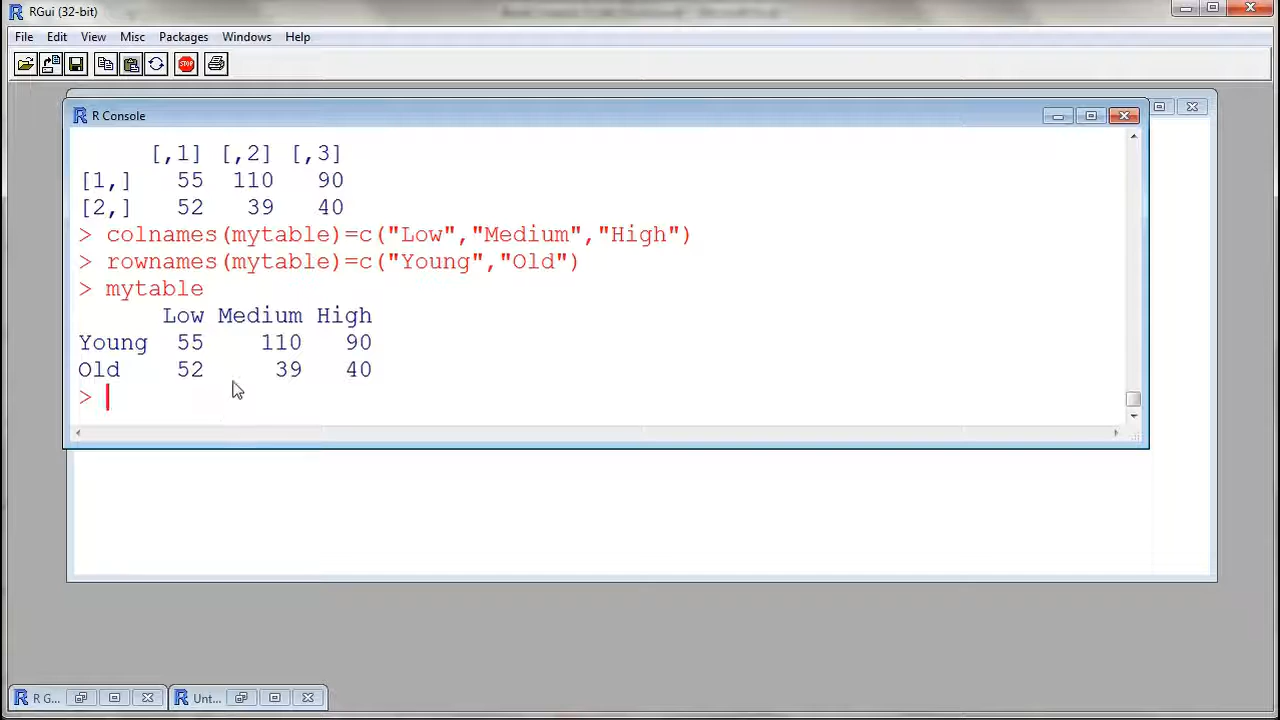 RGui (32-bit)
File Edit View Misc Packages Windows Help
STOP
R Console
[,1] [,2] [,3]
[1,] 55 110 90
[2,] 52 39 40
> colnames(mytable)=c("Low","Medium","High")
> rownames(mytable)=c("Young","Old")
> mytable
Low Medium High
Young 55 110 90
Old 52 39 40
>
R G... Unt...